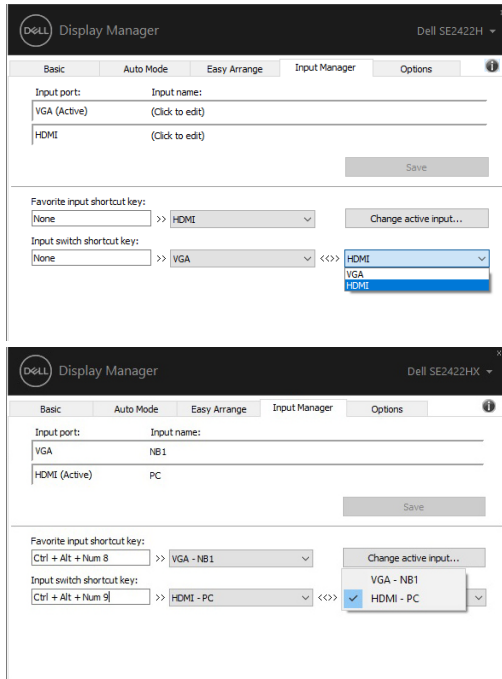 DELL Display Manager Dell SE2422H
Basic Auto Mode Easy Arrange Input Manager Options
Input port: Input name:
VGA (Active) (Click to edit)
HDMI (Click to edit)
Save
Favorite input shortcut key:
None >> HDMI Change active input...
Input switch shortcut key:
None >> VGA <<>> HDMI
VGA
HDMI
DELL Display Manager Dell SE2422HX
Basic Auto Mode Easy Arrange Input Manager Options
Input port: Input name:
VGA NB1
HDMI (Active) PC
Save
Favorite input shortcut key:
Ctrl + Alt + Num 8 >> VGA - NB1 Change active input...
VGA - NB1
Input switch shortcut key:
Ctrl + Alt + Num 9 >> HDMI - PC <<>> HDMI - PC